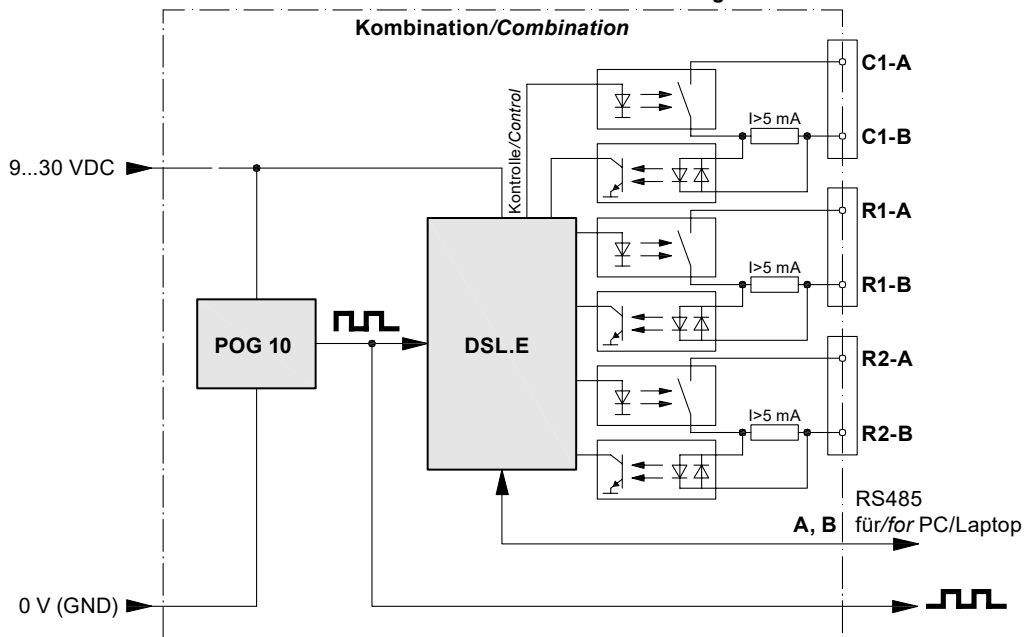 Kombination/Combination
C1-A
I>5 mA
C1-B
9...30 VDC
Kontrolle/Control
R1-A
I>5 mA
R1-B
POG 10
DSL.E
R2-A
I>5 mA
R2-B
RS485
A, B
für/for PC/Laptop
0 V (GND)